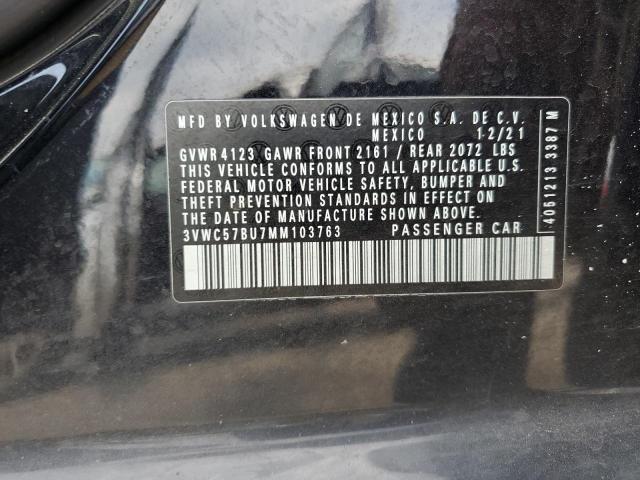 MFD BY VOLKSWAGEN DE MEXICO S.A. DE C.V.
MEXICO 12/21
GVWR 4123 GAWR FRONT 2161 / REAR 2072 LBS
THIS VEHICLE CONFORMS TO ALL APPLICABLE U.S.
FEDERAL MOTOR VEHICLE SAFETY, BUMPER AND
THEFT PREVENTION STANDARDS IN EFFECT ON
THE DATE OF MANUFACTURE SHOWN ABOVE.
3VWC57BU7MM103763 PASSENGER CAR
4051213 3387 M